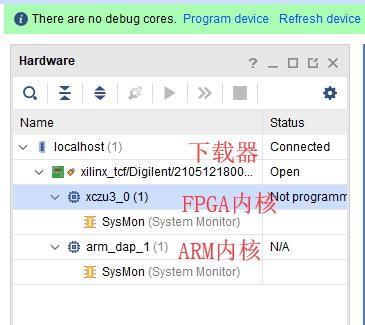 There are no debug cores. Program device Refresh device
Hardware
Name Status
localhost (1) Connected
下载器
xilinx_tcf/Digilent/2105121800... Open
xczu3_0 (1) Not programm
FPGA内核
SysMon (System Monitor)
arm_dap_1 (1) N/A
ARM内核
SysMon (System Monitor)